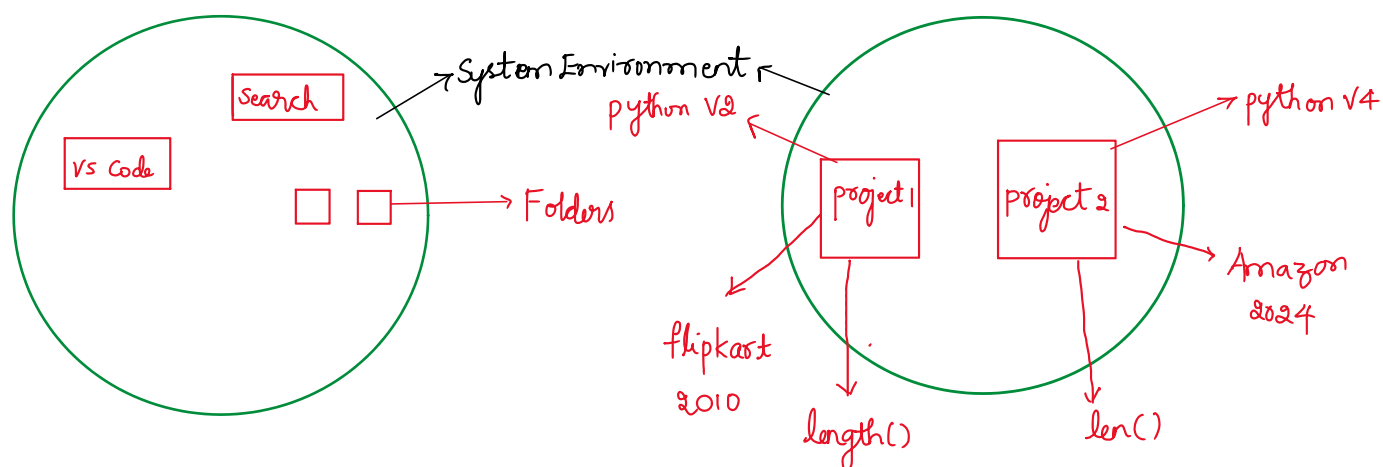 System Environment
Search
VS Code
Folders
python V2
python V4
project 1
project 2
flipkart
2010
Amazon
2024
length()
len()